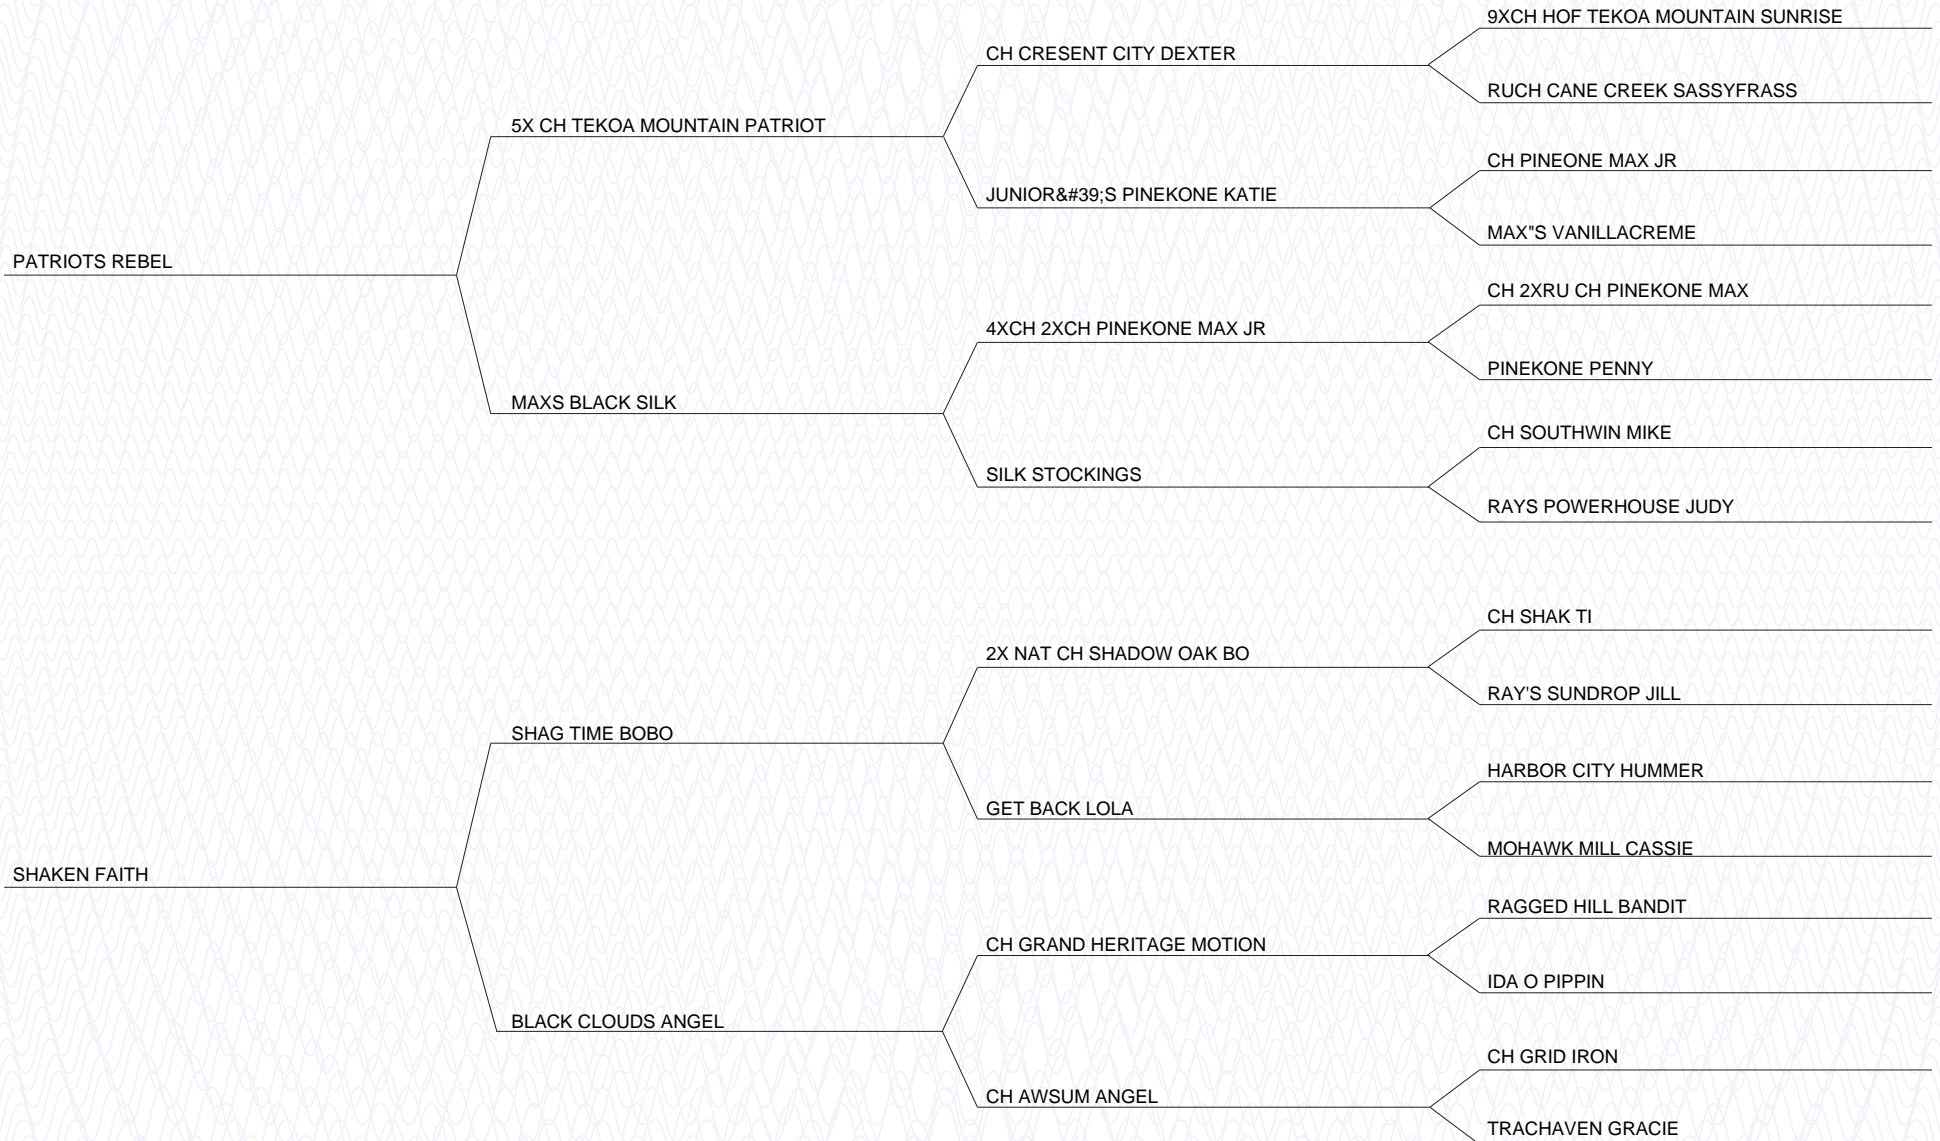 9XCH HOF TEKOA MOUNTAIN SUNRISE
CH CRESENT CITY DEXTER
RUCH CANE CREEK SASSYFRASS
5X CH TEKOA MOUNTAIN PATRIOT
CH PINEONE MAX JR
JUNIOR&#39;S PINEKONE KATIE
MAX"S VANILLACREME
PATRIOTS REBEL
CH 2XRU CH PINEKONE MAX
4XCH 2XCH PINEKONE MAX JR
PINEKONE PENNY
MAXS BLACK SILK
CH SOUTHWIN MIKE
SILK STOCKINGS
RAYS POWERHOUSE JUDY
CH SHAK TI
2X NAT CH SHADOW OAK BO
RAY'S SUNDROP JILL
SHAG TIME BOBO
HARBOR CITY HUMMER
GET BACK LOLA
MOHAWK MILL CASSIE
SHAKEN FAITH
RAGGED HILL BANDIT
CH GRAND HERITAGE MOTION
IDA O PIPPIN
BLACK CLOUDS ANGEL
CH GRID IRON
CH AWSUM ANGEL
TRACHAVEN GRACIE